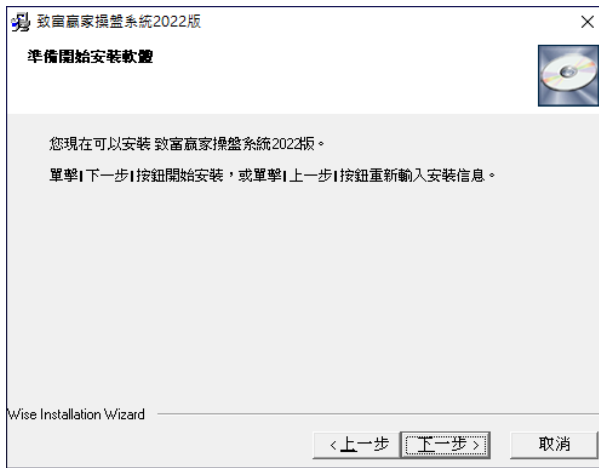 致富贏家操盤系統2022版
準備開始安裝軟體
您現在可以安裝 致富贏家操盤系統2022版。
單擊|下一步|按鈕開始安裝，或單擊|上一步|按鈕重新輸入安裝信息。
Wise Installation Wizard
<上一步 下一步> 取消